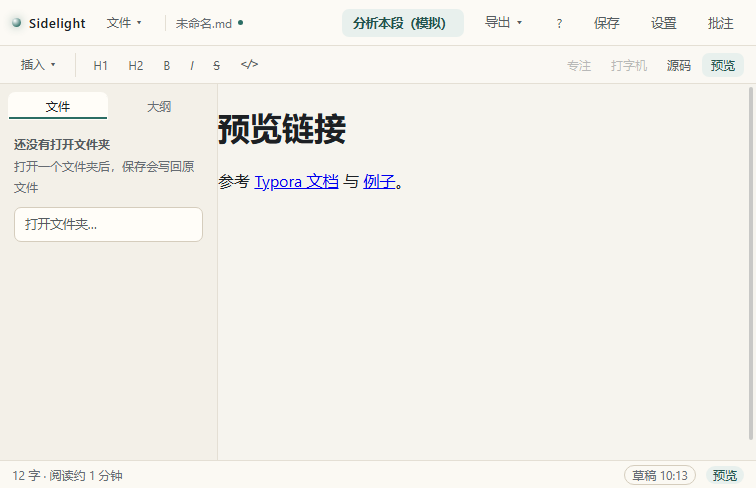 Sidelight 文件 未命名.md 分析本段（模拟） 导出 ? 保存 设置 批注
插入 H1 H2 B I S </> 专注 打字机 源码 预览
文件 大纲
还没有打开文件夹
打开一个文件夹后，保存会写回原
文件
打开文件夹...
预览链接
参考 Typora 文档 与 例子。
12 字 · 阅读约 1 分钟 草稿 10:13 预览